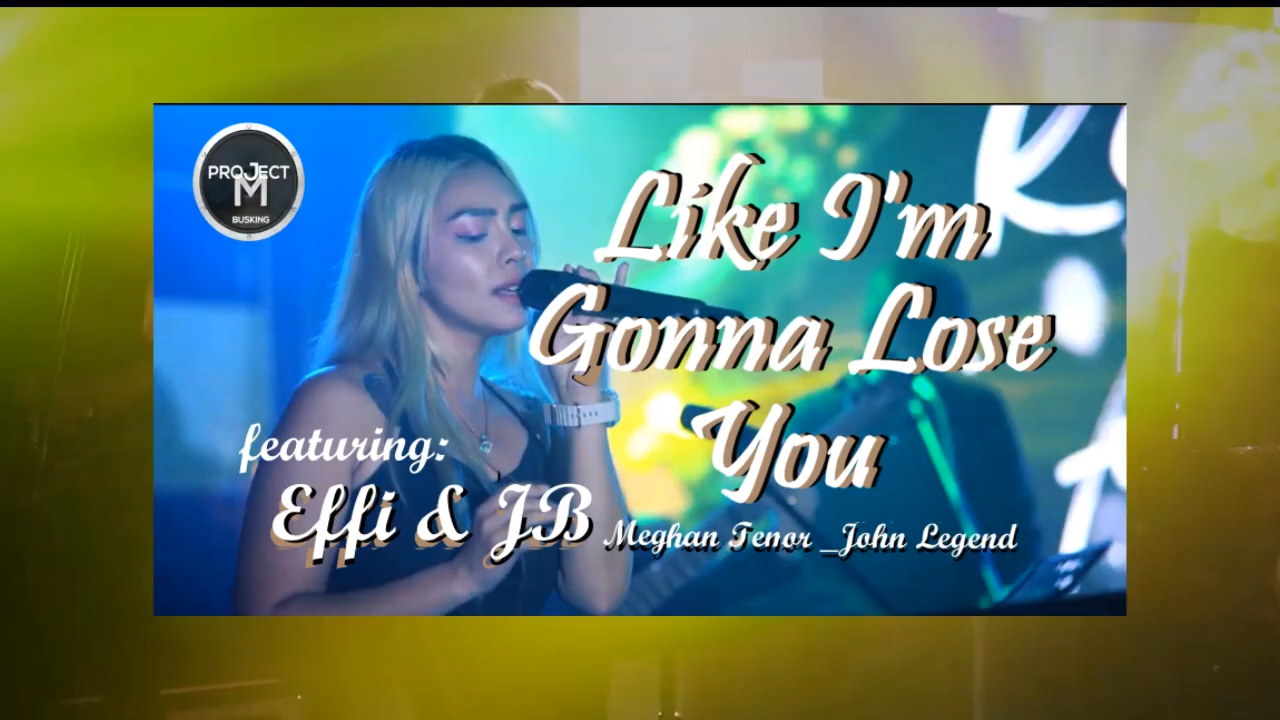 PROJECT
M
BUSKING
Like I'm
Gonna Lose
You
featuring:
Effi & JB
Meghan Tenor _John Legend